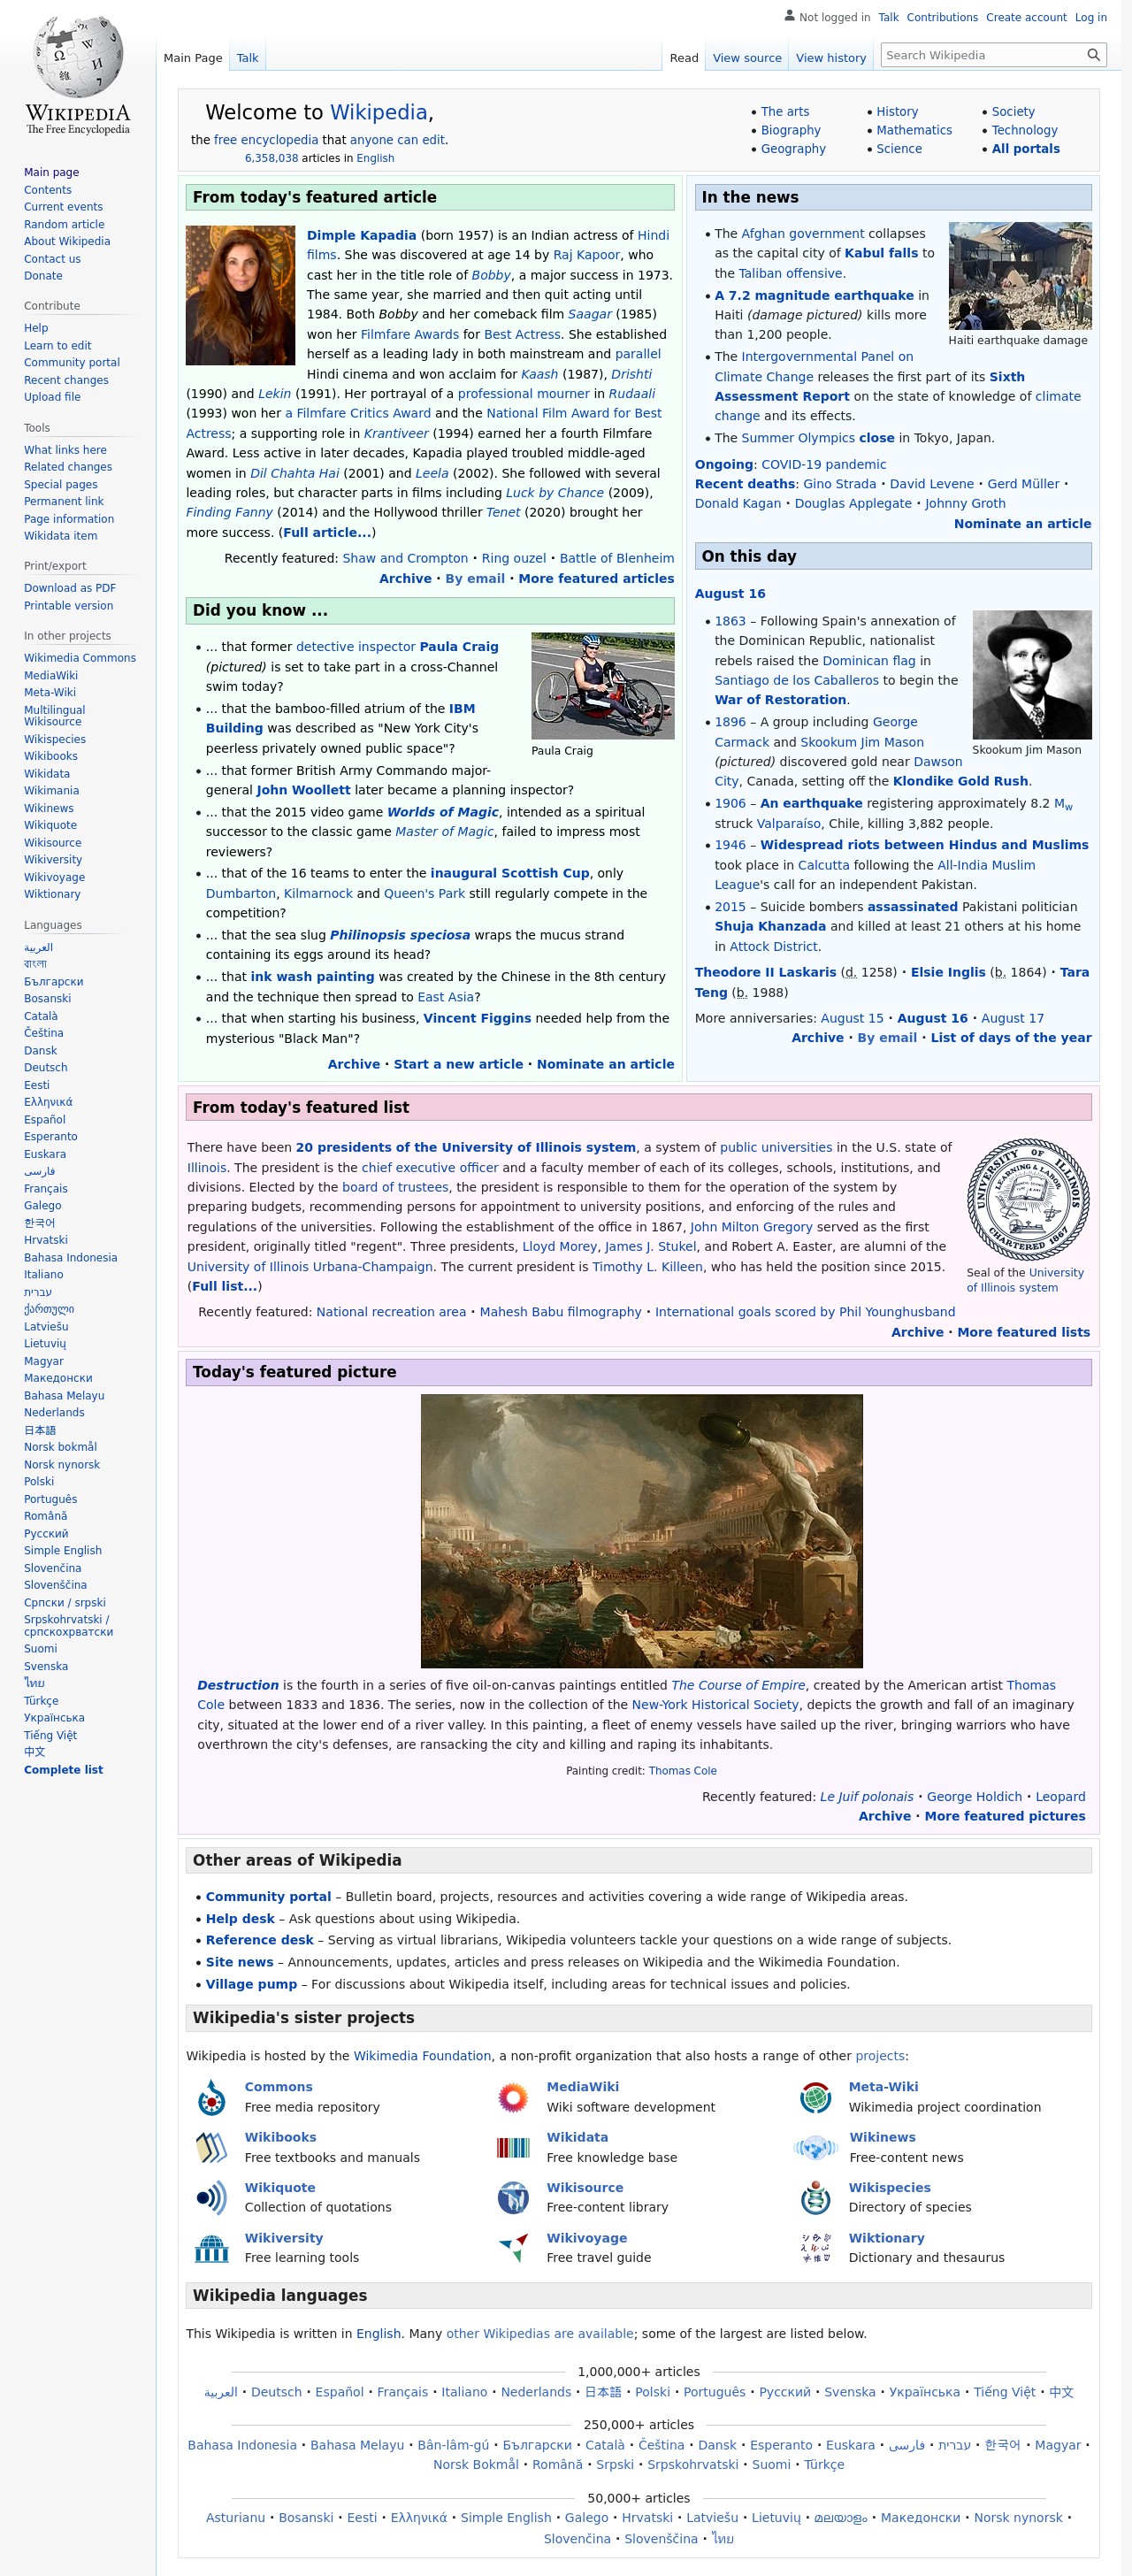 Not logged in Talk Contributions Create account Log in
Main Page Talk Read View source View history Search Wikipedia
WIKIPEDIA
The Free Encyclopedia
Main page
Contents
Current events
Random article
About Wikipedia
Contact us
Donate
Contribute
Help
Learn to edit
Community portal
Recent changes
Upload file
Tools
What links here
Related changes
Special pages
Permanent link
Page information
Wikidata item
Print/export
Download as PDF
Printable version
In other projects
Wikimedia Commons
MediaWiki
Meta-Wiki
Multilingual
Wikisource
Wikispecies
Wikibooks
Wikidata
Wikimania
Wikinews
Wikiquote
Wikisource
Wikiversity
Wikivoyage
Wiktionary
Languages
العربية
বাংলা
Български
Bosanski
Català
Čeština
Dansk
Deutsch
Eesti
Ελληνικά
Español
Esperanto
Euskara
فارسی
Français
Galego
한국어
Hrvatski
Bahasa Indonesia
Italiano
עברית
ქართული
Latviešu
Lietuvių
Magyar
Македонски
Bahasa Melayu
Nederlands
日本語
Norsk bokmål
Norsk nynorsk
Polski
Português
Română
Русский
Simple English
Slovenčina
Slovenščina
Српски / srpski
Srpskohrvatski /
српскохрватски
Suomi
Svenska
ไทย
Türkçe
Українська
Tiếng Việt
中文
Complete list
Welcome to Wikipedia,
the free encyclopedia that anyone can edit.
6,358,038 articles in English
The arts
Biography
Geography
History
Mathematics
Science
Society
Technology
All portals
From today's featured article
Dimple Kapadia (born 1957) is an Indian actress of Hindi
films. She was discovered at age 14 by Raj Kapoor, who
cast her in the title role of Bobby, a major success in 1973.
The same year, she married and then quit acting until
1984. Both Bobby and her comeback film Saagar (1985)
won her Filmfare Awards for Best Actress. She established
herself as a leading lady in both mainstream and parallel
Hindi cinema and won acclaim for Kaash (1987), Drishti
(1990) and Lekin (1991). Her portrayal of a professional mourner in Rudaali
(1993) won her a Filmfare Critics Award and the National Film Award for Best
Actress; a supporting role in Krantiveer (1994) earned her a fourth Filmfare
Award. Less active in later decades, Kapadia played troubled middle-aged
women in Dil Chahta Hai (2001) and Leela (2002). She followed with several
leading roles, but character parts in films including Luck by Chance (2009),
Finding Fanny (2014) and the Hollywood thriller Tenet (2020) brought her
more success. (Full article...)
Recently featured: Shaw and Crompton · Ring ouzel · Battle of Blenheim
Archive · By email · More featured articles
Did you know ...
... that former detective inspector Paula Craig
(pictured) is set to take part in a cross-Channel
swim today?
... that the bamboo-filled atrium of the IBM
Building was described as "New York City's
peerless privately owned public space"?
Paula Craig
... that former British Army Commando major-
general John Woollett later became a planning inspector?
... that the 2015 video game Worlds of Magic, intended as a spiritual
successor to the classic game Master of Magic, failed to impress most
reviewers?
... that of the 16 teams to enter the inaugural Scottish Cup, only
Dumbarton, Kilmarnock and Queen's Park still regularly compete in the
competition?
... that the sea slug Philinopsis speciosa wraps the mucus strand
containing its eggs around its head?
... that ink wash painting was created by the Chinese in the 8th century
and the technique then spread to East Asia?
... that when starting his business, Vincent Figgins needed help from the
mysterious "Black Man"?
Archive · Start a new article · Nominate an article
In the news
The Afghan government collapses
as the capital city of Kabul falls to
the Taliban offensive.
A 7.2 magnitude earthquake in
Haiti (damage pictured) kills more
than 1,200 people.
Haiti earthquake damage
The Intergovernmental Panel on
Climate Change releases the first part of its Sixth
Assessment Report on the state of knowledge of climate
change and its effects.
The Summer Olympics close in Tokyo, Japan.
Ongoing: COVID-19 pandemic
Recent deaths: Gino Strada · David Levene · Gerd Müller ·
Donald Kagan · Douglas Applegate · Johnny Groth
Nominate an article
On this day
August 16
1863 – Following Spain's annexation of
the Dominican Republic, nationalist
rebels raised the Dominican flag in
Santiago de los Caballeros to begin the
War of Restoration.
1896 – A group including George
Carmack and Skookum Jim Mason
(pictured) discovered gold near Dawson
City, Canada, setting off the Klondike Gold Rush.
Skookum Jim Mason
1906 – An earthquake registering approximately 8.2 Mw
struck Valparaíso, Chile, killing 3,882 people.
1946 – Widespread riots between Hindus and Muslims
took place in Calcutta following the All-India Muslim
League's call for an independent Pakistan.
2015 – Suicide bombers assassinated Pakistani politician
Shuja Khanzada and killed at least 21 others at his home
in Attock District.
Theodore II Laskaris (d. 1258) · Elsie Inglis (b. 1864) · Tara
Teng (b. 1988)
More anniversaries: August 15 · August 16 · August 17
Archive · By email · List of days of the year
From today's featured list
There have been 20 presidents of the University of Illinois system, a system of public universities in the U.S. state of
Illinois. The president is the chief executive officer and a faculty member of each of its colleges, schools, institutions, and
divisions. Elected by the board of trustees, the president is responsible to them for the operation of the system by
preparing budgets, recommending persons for appointment to university positions, and enforcing of the rules and
regulations of the universities. Following the establishment of the office in 1867, John Milton Gregory served as the first
president, originally titled "regent". Three presidents, Lloyd Morey, James J. Stukel, and Robert A. Easter, are alumni of the
University of Illinois Urbana-Champaign. The current president is Timothy L. Killeen, who has held the position since 2015.
(Full list...)
UNIVERSITY OF ILLINOIS
LEARNING & LABOR
CHARTERED 1867
Seal of the University
of Illinois system
Recently featured: National recreation area · Mahesh Babu filmography · International goals scored by Phil Younghusband
Archive · More featured lists
Today's featured picture
Destruction is the fourth in a series of five oil-on-canvas paintings entitled The Course of Empire, created by the American artist Thomas
Cole between 1833 and 1836. The series, now in the collection of the New-York Historical Society, depicts the growth and fall of an imaginary
city, situated at the lower end of a river valley. In this painting, a fleet of enemy vessels have sailed up the river, bringing warriors who have
overthrown the city's defenses, are ransacking the city and killing and raping its inhabitants.
Painting credit: Thomas Cole
Recently featured: Le Juif polonais · George Holdich · Leopard
Archive · More featured pictures
Other areas of Wikipedia
Community portal – Bulletin board, projects, resources and activities covering a wide range of Wikipedia areas.
Help desk – Ask questions about using Wikipedia.
Reference desk – Serving as virtual librarians, Wikipedia volunteers tackle your questions on a wide range of subjects.
Site news – Announcements, updates, articles and press releases on Wikipedia and the Wikimedia Foundation.
Village pump – For discussions about Wikipedia itself, including areas for technical issues and policies.
Wikipedia's sister projects
Wikipedia is hosted by the Wikimedia Foundation, a non-profit organization that also hosts a range of other projects:
Commons
Free media repository
MediaWiki
Wiki software development
Meta-Wiki
Wikimedia project coordination
Wikibooks
Free textbooks and manuals
Wikidata
Free knowledge base
Wikinews
Free-content news
Wikiquote
Collection of quotations
Wikisource
Free-content library
Wikispecies
Directory of species
Wikiversity
Free learning tools
Wikivoyage
Free travel guide
Wiktionary
Dictionary and thesaurus
Wikipedia languages
This Wikipedia is written in English. Many other Wikipedias are available; some of the largest are listed below.
1,000,000+ articles
العربية · Deutsch · Español · Français · Italiano · Nederlands · 日本語 · Polski · Português · Русский · Svenska · Українська · Tiếng Việt · 中文
250,000+ articles
Bahasa Indonesia · Bahasa Melayu · Bân-lâm-gú · Български · Català · Čeština · Dansk · Esperanto · Euskara · فارسی · עברית · 한국어 · Magyar ·
Norsk Bokmål · Română · Srpski · Srpskohrvatski · Suomi · Türkçe
50,000+ articles
Asturianu · Bosanski · Eesti · Ελληνικά · Simple English · Galego · Hrvatski · Latviešu · Lietuvių · മലയാളം · Македонски · Norsk nynorsk ·
Slovenčina · Slovenščina · ไทย